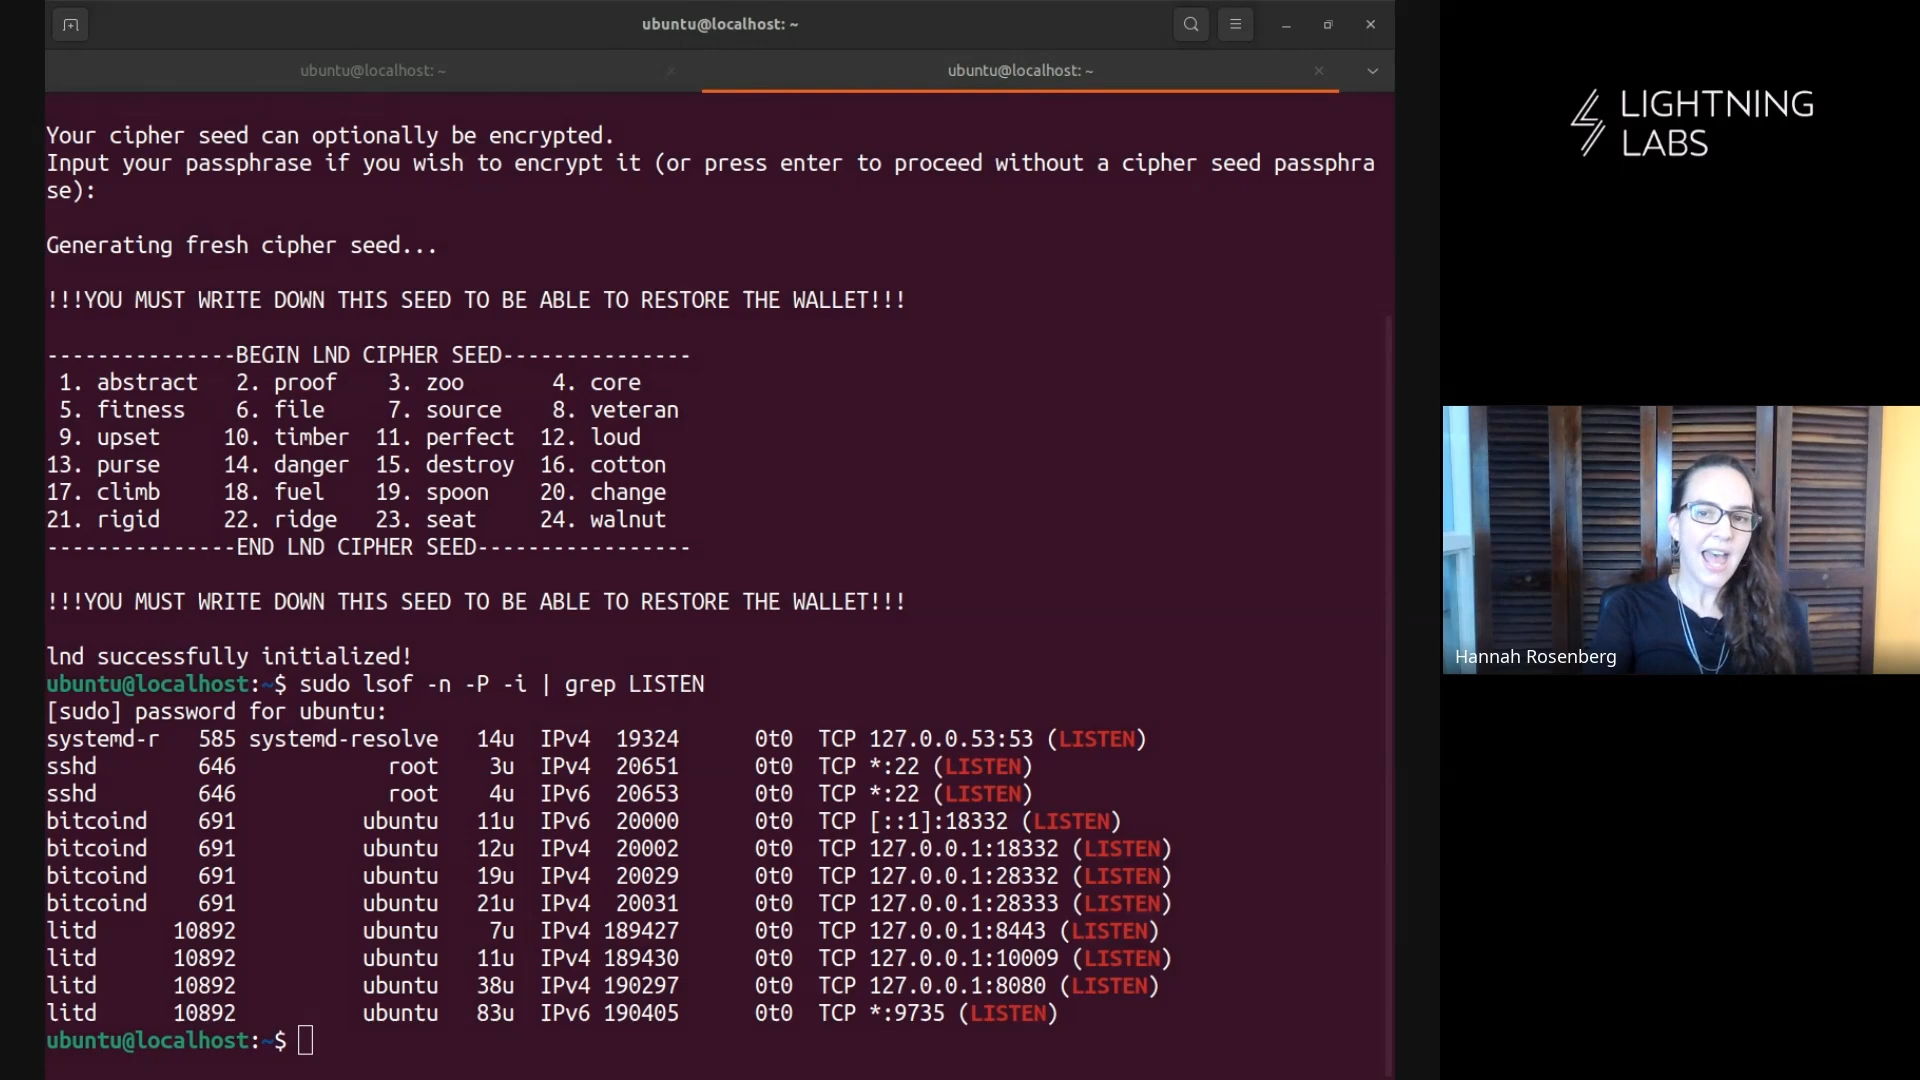 ubuntu@localhost: ~
ubuntu@localhost: ~
ubuntu@localhost: ~
Your cipher seed can optionally be encrypted.
Input your passphrase if you wish to encrypt it (or press enter to proceed without a cipher seed passphra
se):
Generating fresh cipher seed...
!!!YOU MUST WRITE DOWN THIS SEED TO BE ABLE TO RESTORE THE WALLET!!!
---------------BEGIN LND CIPHER SEED---------------
1. abstract 2. proof 3. zoo 4. core
5. fitness 6. file 7. source 8. veteran
9. upset 10. timber 11. perfect 12. loud
13. purse 14. danger 15. destroy 16. cotton
17. climb 18. fuel 19. spoon 20. change
21. rigid 22. ridge 23. seat 24. walnut
---------------END LND CIPHER SEED-----------------
!!!YOU MUST WRITE DOWN THIS SEED TO BE ABLE TO RESTORE THE WALLET!!!
lnd successfully initialized!
ubuntu@localhost:~$ sudo lsof -n -P -i | grep LISTEN
[sudo] password for ubuntu:
systemd-r 585 systemd-resolve 14u IPv4 19324 0t0 TCP 127.0.0.53:53 (LISTEN)
sshd 646 root 3u IPv4 20651 0t0 TCP *:22 (LISTEN)
sshd 646 root 4u IPv6 20653 0t0 TCP *:22 (LISTEN)
bitcoind 691 ubuntu 11u IPv6 20000 0t0 TCP [::1]:18332 (LISTEN)
bitcoind 691 ubuntu 12u IPv4 20002 0t0 TCP 127.0.0.1:18332 (LISTEN)
bitcoind 691 ubuntu 19u IPv4 20029 0t0 TCP 127.0.0.1:28332 (LISTEN)
bitcoind 691 ubuntu 21u IPv4 20031 0t0 TCP 127.0.0.1:28333 (LISTEN)
litd 10892 ubuntu 7u IPv4 189427 0t0 TCP 127.0.0.1:8443 (LISTEN)
litd 10892 ubuntu 11u IPv4 189430 0t0 TCP 127.0.0.1:10009 (LISTEN)
litd 10892 ubuntu 38u IPv4 190297 0t0 TCP 127.0.0.1:8080 (LISTEN)
litd 10892 ubuntu 83u IPv6 190405 0t0 TCP *:9735 (LISTEN)
ubuntu@localhost:~$
LIGHTNING
LABS
Hannah Rosenberg